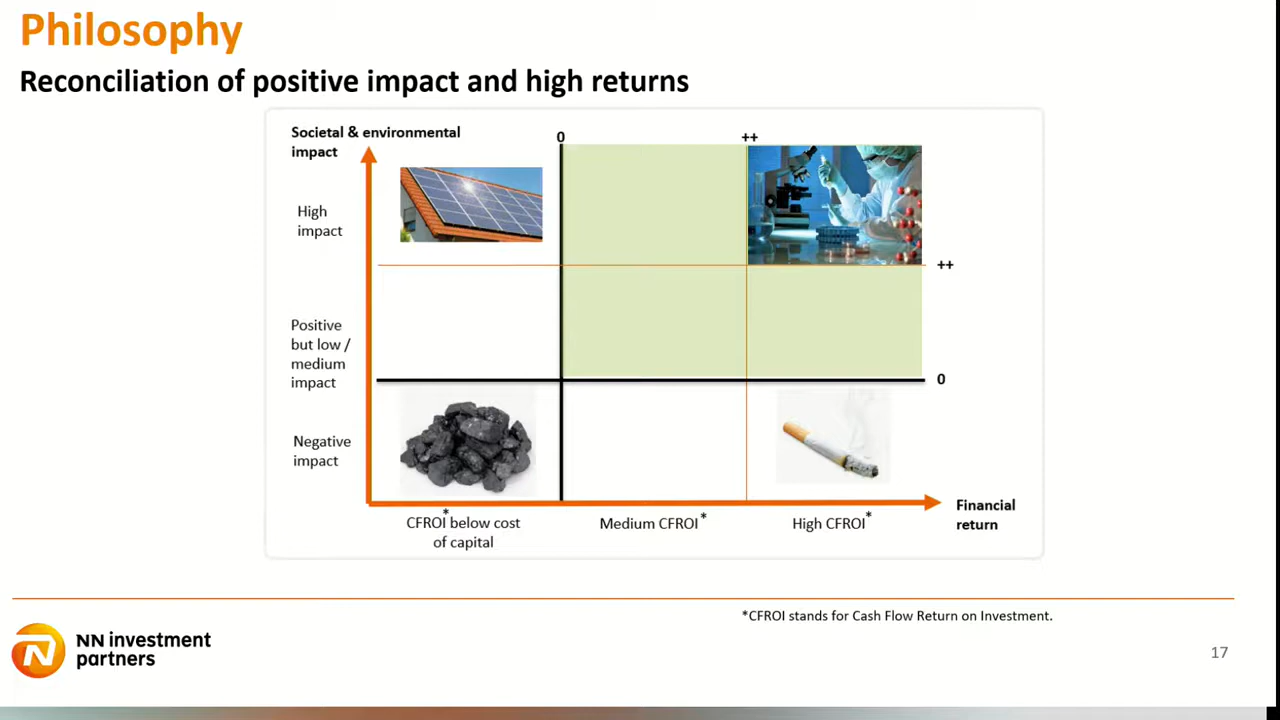 Philosophy
Reconciliation of positive impact and high returns
Societal & environmental
impact
0
++
High
impact
++
Positive
but low /
medium
impact
0
Negative
impact
CFROI* below cost
of capital
Medium CFROI*
High CFROI*
Financial
return
*CFROI stands for Cash Flow Return on Investment.
NN investment
partners
17